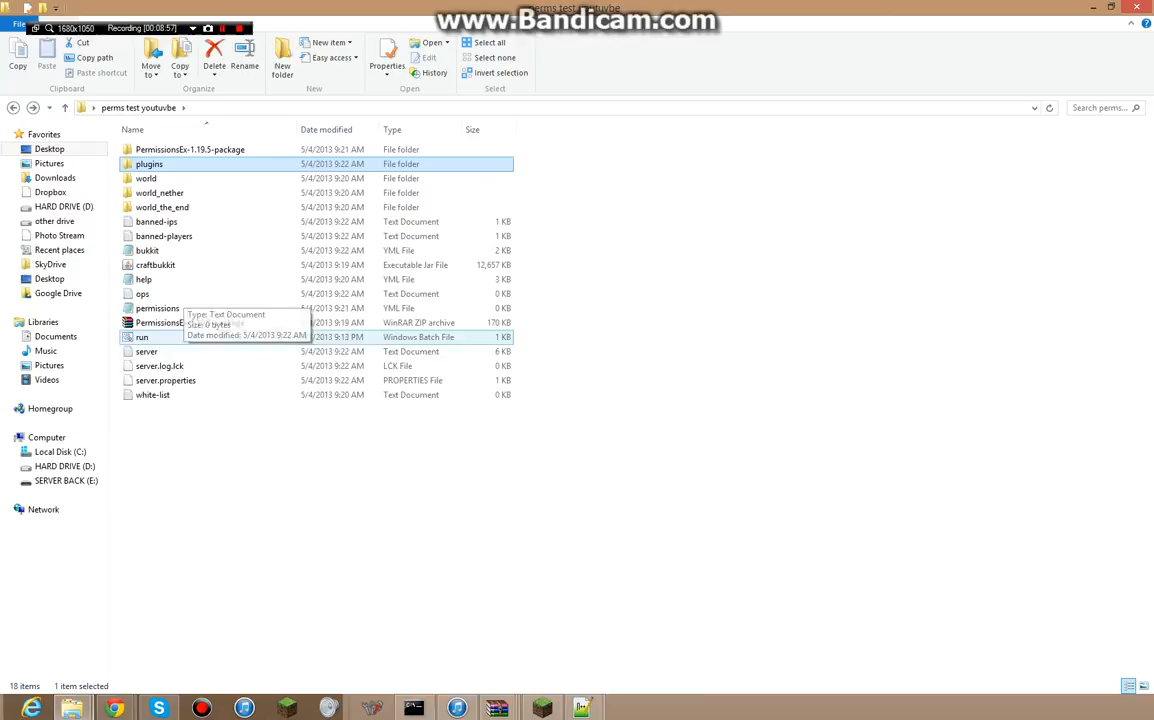 www.Bandicam.com
perms test youtuvbe
File
1680x1050 Recording [00:08:57]
Copy
Paste
Cut
Copy path
Paste shortcut
Clipboard
Move to
Copy to
Delete
Rename
Organize
New folder
New item
Easy access
New
Properties
Open
Edit
History
Open
Select all
Select none
Invert selection
Select
perms test youtuvbe
Search perms...
Name Date modified Type Size
PermissionsEx-1.19.5-package 5/4/2013 9:21 AM File folder
plugins 5/4/2013 9:22 AM File folder
world 5/4/2013 9:20 AM File folder
world_nether 5/4/2013 9:20 AM File folder
world_the_end 5/4/2013 9:20 AM File folder
banned-ips 5/4/2013 9:22 AM Text Document 1 KB
banned-players 5/4/2013 9:22 AM Text Document 1 KB
bukkit 5/4/2013 9:22 AM YML File 2 KB
craftbukkit 5/4/2013 9:19 AM Executable Jar File 12,657 KB
help 5/4/2013 9:20 AM YML File 3 KB
ops 5/4/2013 9:22 AM Text Document 0 KB
permissions 5/4/2013 9:21 AM YML File 0 KB
PermissionsE 5/4/2013 9:19 AM WinRAR ZIP archive 170 KB
run /2013 9:13 PM Windows Batch File 1 KB
server 5/4/2013 9:22 AM Text Document 6 KB
server.log.lck 5/4/2013 9:22 AM LCK File 0 KB
server.properties 5/4/2013 9:22 AM PROPERTIES File 1 KB
white-list 5/4/2013 9:20 AM Text Document 0 KB
Type: Text Document
Size: 0 bytes
Date modified: 5/4/2013 9:22 AM
Favorites
Desktop
Pictures
Downloads
Dropbox
HARD DRIVE (D)
other drive
Photo Stream
Recent places
SkyDrive
Desktop
Google Drive
Libraries
Documents
Music
Pictures
Videos
Homegroup
Computer
Local Disk (C:)
HARD DRIVE (D:)
SERVER BACK (E:)
Network
18 items 1 item selected